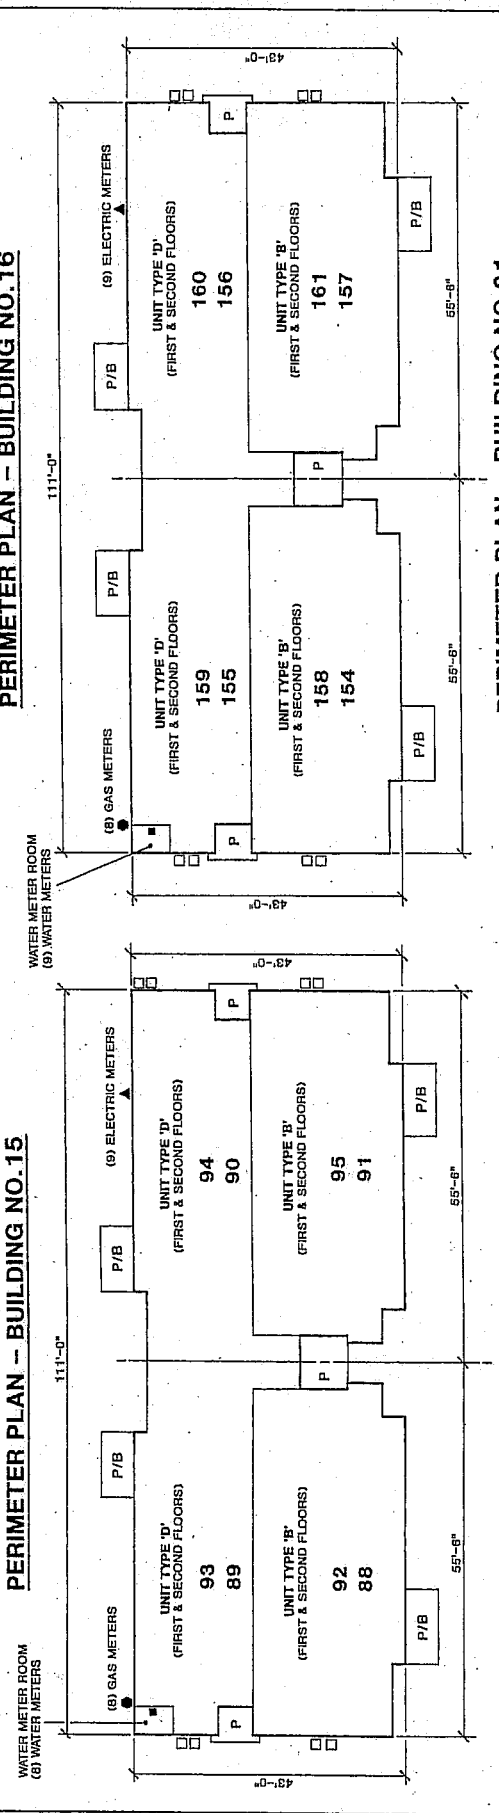 PERIMETER PLAN – BUILDING NO.15
WATER METER ROOM
(8) WATER METERS
111'-0"
(8) GAS METERS
P/B
P/B
(9) ELECTRIC METERS
43'-0"
43'-0"
UNIT TYPE 'D'
(FIRST & SECOND FLOORS)
93
89
UNIT TYPE 'D'
(FIRST & SECOND FLOORS)
94
90
P
P
P
UNIT TYPE 'B'
(FIRST & SECOND FLOORS)
92
88
UNIT TYPE 'B'
(FIRST & SECOND FLOORS)
95
91
P/B
P/B
55'-6"
55'-6"
PERIMETER PLAN – BUILDING NO.16
WATER METER ROOM
(9) WATER METERS
111'-0"
(8) GAS METERS
P/B
P/B
(9) ELECTRIC METERS
43'-0"
43'-0"
UNIT TYPE 'D'
(FIRST & SECOND FLOORS)
159
155
UNIT TYPE 'D'
(FIRST & SECOND FLOORS)
160
156
P
P
P
UNIT TYPE 'B'
(FIRST & SECOND FLOORS)
158
154
UNIT TYPE 'B'
(FIRST & SECOND FLOORS)
161
157
P/B
P/B
55'-6"
55'-6"
PERIMETER PLAN – BUILDING NO.